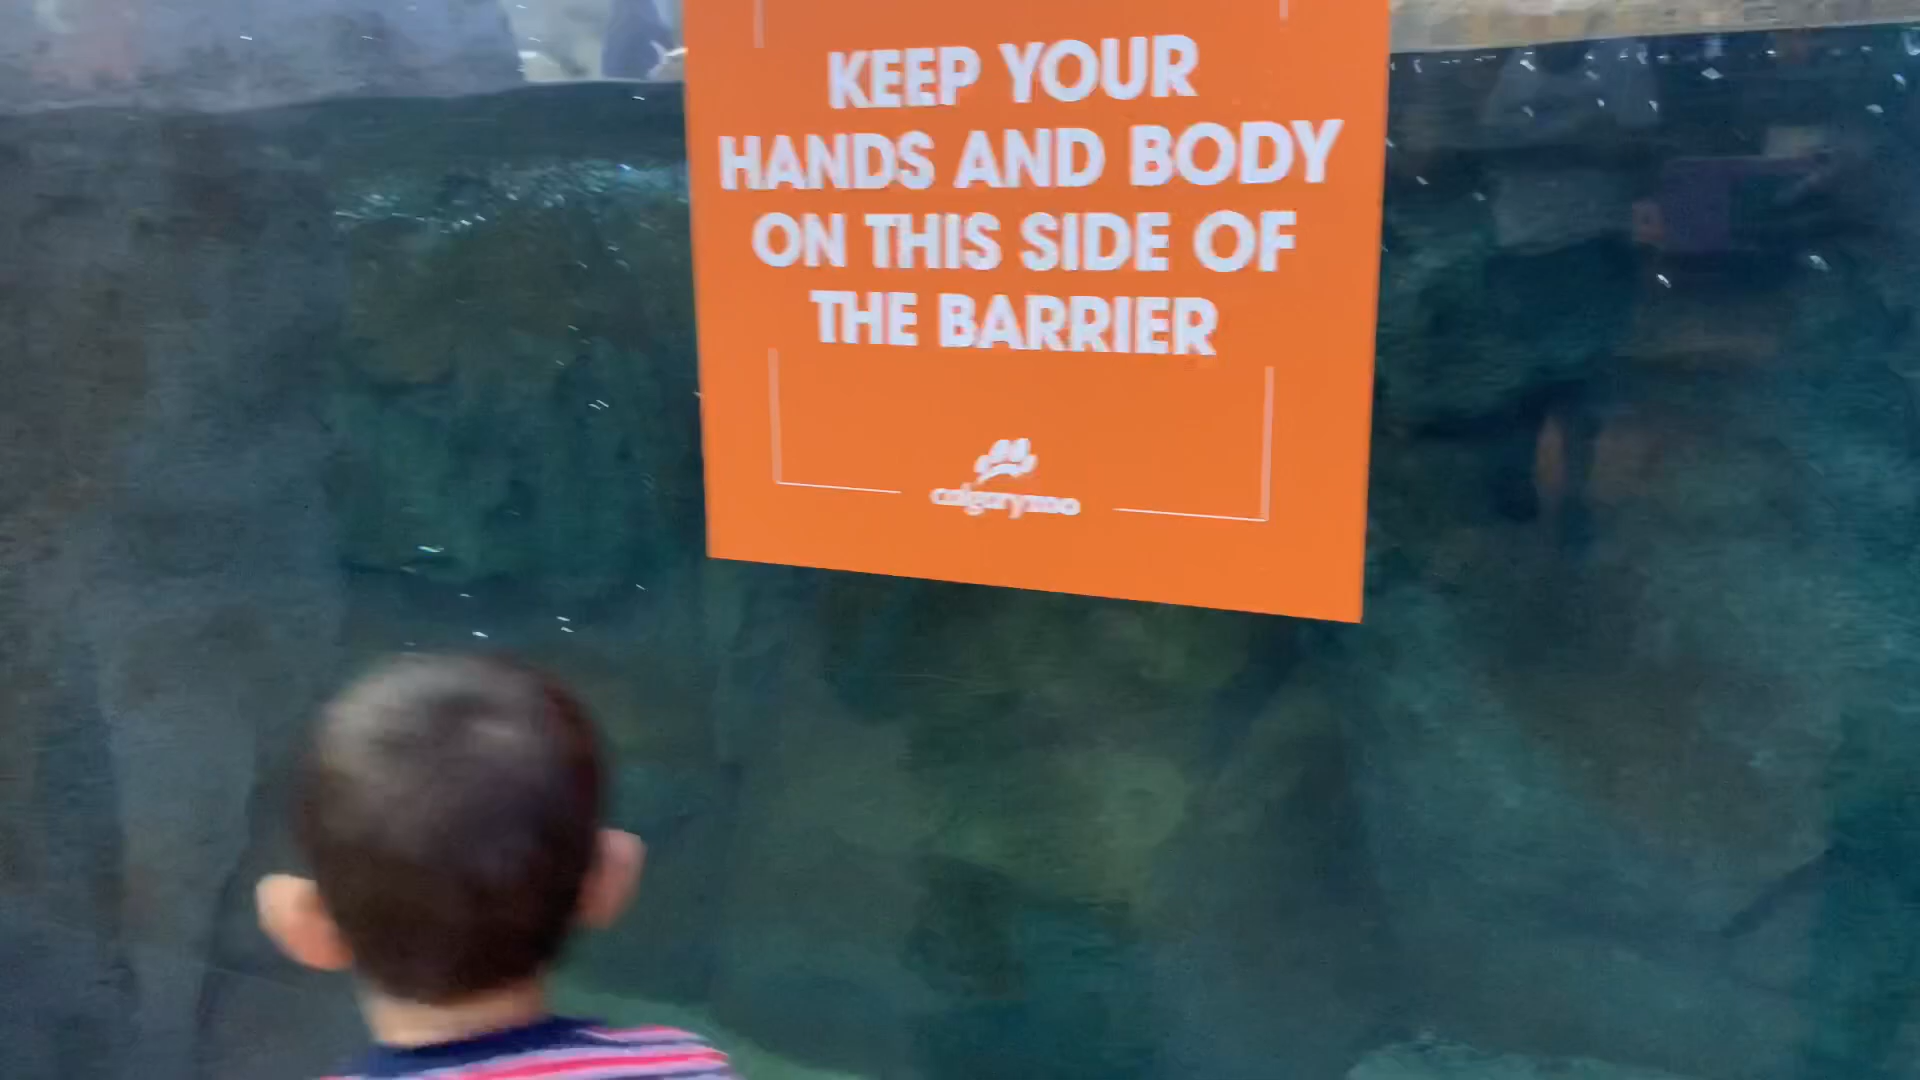 KEEP YOUR
HANDS AND BODY
ON THIS SIDE OF
THE BARRIER
calgaryzoo